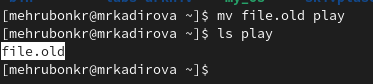 [mehrubonkr@mrkadirova ~]$ mv file.old play
[mehrubonkr@mrkadirova ~]$ ls play
file.old
[mehrubonkr@mrkadirova ~]$